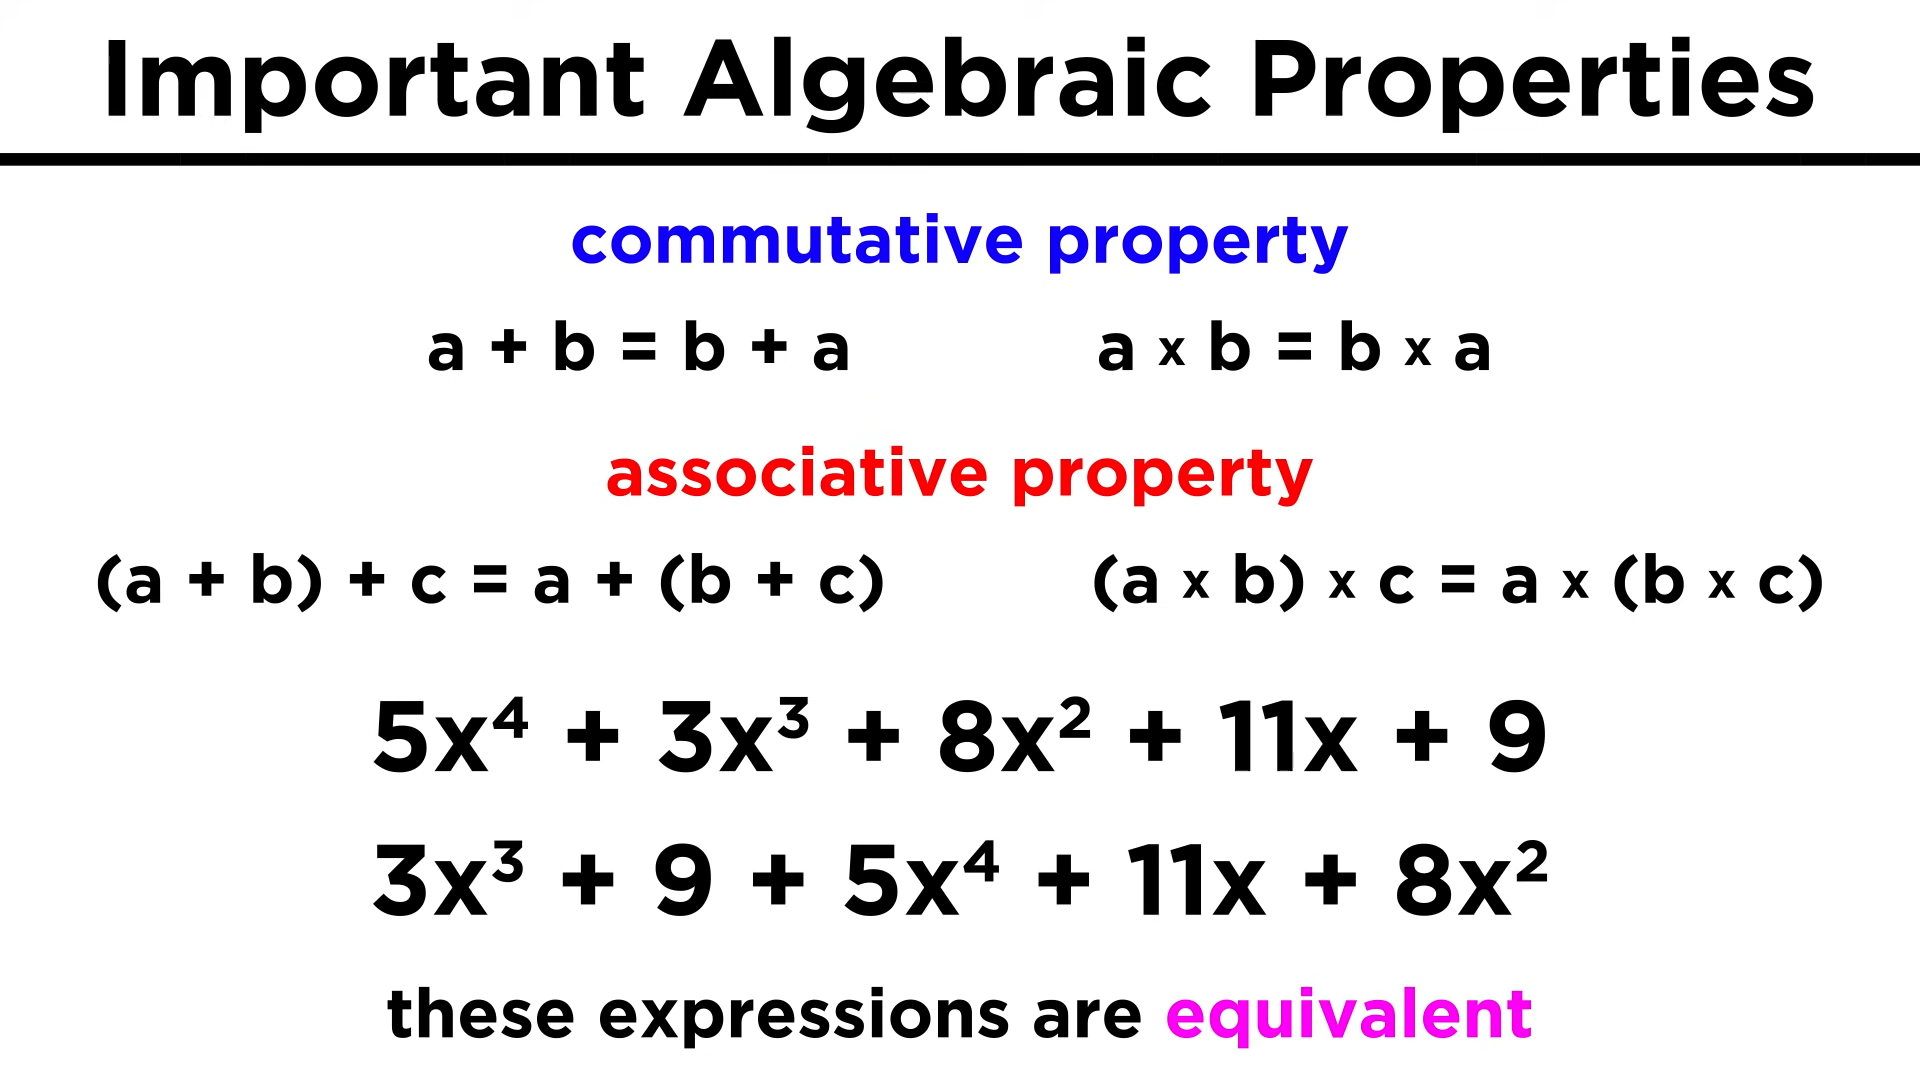 Important Algebraic Properties
commutative property
a + b = b + a a x b = b x a
associative property
(a + b) + c = a + (b + c) (a x b) x c = a x (b x c)
5x⁴ + 3x³ + 8x² + 11x + 9
3x³ + 9 + 5x⁴ + 11x + 8x²
these expressions are equivalent